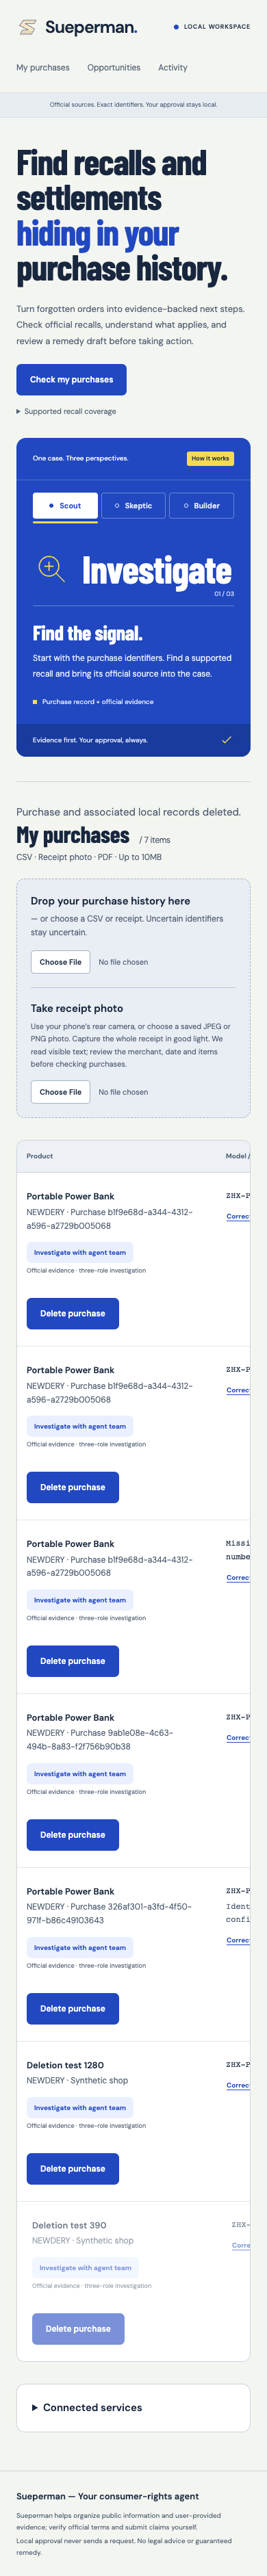 Sueperman.
LOCAL WORKSPACE
My purchases Opportunities Activity
Official sources. Exact identifiers. Your approval stays local.
Find recalls and
settlements
hiding in your
purchase history.
Turn forgotten orders into evidence-backed next steps.
Check official recalls, understand what applies, and
review a remedy draft before taking action.
Check my purchases
Supported recall coverage
One case. Three perspectives.
How it works
Scout Skeptic Builder
Investigate
01 / 03
Find the signal.
Start with the purchase identifiers. Find a supported
recall and bring its official source into the case.
Purchase record + official evidence
Evidence first. Your approval, always.
Purchase and associated local records deleted.
My purchases / 7 items
CSV · Receipt photo · PDF · Up to 10MB
Drop your purchase history here
— or choose a CSV or receipt. Uncertain identifiers
stay uncertain.
Choose File No file chosen
Take receipt photo
Use your phone's rear camera, or choose a saved JPEG or
PNG photo. Capture the whole receipt in good light. We
read visible text; review the merchant, date and items
before checking purchases.
Choose File No file chosen
Product Model /
Portable Power Bank ZHX-P
NEWDERY · Purchase b1f9e68d-a344-4312-
a596-a2729b005068
Correc
Investigate with agent team
Official evidence · three-role investigation
Delete purchase
Portable Power Bank ZHX-P
NEWDERY · Purchase b1f9e68d-a344-4312-
a596-a2729b005068
Correc
Investigate with agent team
Official evidence · three-role investigation
Delete purchase
Portable Power Bank Missi
NEWDERY · Purchase b1f9e68d-a344-4312- numbe
a596-a2729b005068
Correc
Investigate with agent team
Official evidence · three-role investigation
Delete purchase
Portable Power Bank ZHX-P
NEWDERY · Purchase 9ab1e08e-4c63-
494b-8a83-f2f756b90b38
Correc
Investigate with agent team
Official evidence · three-role investigation
Delete purchase
Portable Power Bank ZHX-P
NEWDERY · Purchase 326af301-a3fd-4f50- Ident
971f-b86c49103643 confi
Correc
Investigate with agent team
Official evidence · three-role investigation
Delete purchase
Deletion test 1280 ZHX-P
NEWDERY · Synthetic shop
Correc
Investigate with agent team
Official evidence · three-role investigation
Delete purchase
Deletion test 390 ZHX-
NEWDERY · Synthetic shop
Corre
Investigate with agent team
Official evidence · three-role investigation
Delete purchase
Connected services
Sueperman — Your consumer-rights agent
Sueperman helps organize public information and user-provided
evidence; verify official terms and submit claims yourself.
Local approval never sends a request. No legal advice or guaranteed
remedy.